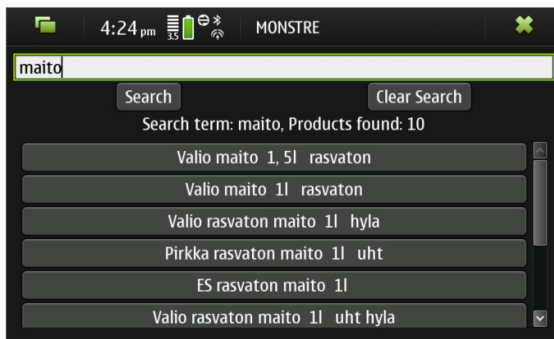 4:24 pm 3.5 MONSTRE
maito
Search Clear Search
Search term: maito, Products found: 10
Valio maito 1, 5l rasvaton
Valio maito 1l rasvaton
Valio rasvaton maito 1l hyla
Pirkka rasvaton maito 1l uht
ES rasvaton maito 1l
Valio rasvaton maito 1l uht hyla